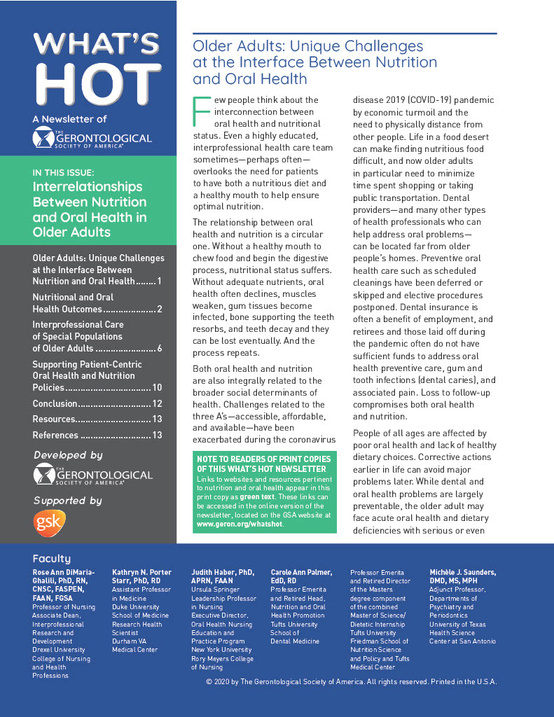 WHAT'S
HOT
A Newsletter of
THE
GERONTOLOGICAL
SOCIETY OF AMERICA®
IN THIS ISSUE:
Interrelationships
Between Nutrition
and Oral Health in
Older Adults
Older Adults: Unique Challenges
at the Interface Between
Nutrition and Oral Health....... 1
Nutritional and Oral
Health Outcomes.................. 2
Interprofessional Care
of Special Populations
of Older Adults ..................... 6
Supporting Patient-Centric
Oral Health and Nutrition
Policies.............................. 10
Conclusion......................... 12
Resources.......................... 13
References ........................ 13
Developed by
THE
GERONTOLOGICAL
SOCIETY OF AMERICA®
Supported by
gsk
Older Adults: Unique Challenges
at the Interface Between Nutrition
and Oral Health
Few people think about the
interconnection between
oral health and nutritional
status. Even a highly educated,
interprofessional health care team
sometimes—perhaps often—
overlooks the need for patients
to have both a nutritious diet and
a healthy mouth to help ensure
optimal nutrition.
The relationship between oral
health and nutrition is a circular
one. Without a healthy mouth to
chew food and begin the digestive
process, nutritional status suffers.
Without adequate nutrients, oral
health often declines, muscles
weaken, gum tissues become
infected, bone supporting the teeth
resorbs, and teeth decay and they
can be lost eventually. And the
process repeats.
Both oral health and nutrition
are also integrally related to the
broader social determinants of
health. Challenges related to the
three A's—accessible, affordable,
and available—have been
exacerbated during the coronavirus
NOTE TO READERS OF PRINT COPIES
OF THIS WHAT'S HOT NEWSLETTER
Links to websites and resources pertinent
to nutrition and oral health appear in this
print copy as green text. These links can
be accessed in the online version of the
newsletter, located on the GSA website at
www.geron.org/whatshot.
disease 2019 (COVID-19) pandemic
by economic turmoil and the
need to physically distance from
other people. Life in a food desert
can make finding nutritious food
difficult, and now older adults
in particular need to minimize
time spent shopping or taking
public transportation. Dental
providers—and many other types
of health professionals who can
help address oral problems—
can be located far from older
people's homes. Preventive oral
health care such as scheduled
cleanings have been deferred or
skipped and elective procedures
postponed. Dental insurance is
often a benefit of employment, and
retirees and those laid off during
the pandemic often do not have
sufficient funds to address oral
health preventive care, gum and
tooth infections (dental caries), and
associated pain. Loss to follow-up
compromises both oral health
and nutrition.
People of all ages are affected by
poor oral health and lack of healthy
dietary choices. Corrective actions
earlier in life can avoid major
problems later. While dental and
oral health problems are largely
preventable, the older adult may
face acute oral health and dietary
deficiencies with serious or even
Faculty
Rose Ann DiMaria-
Ghalili, PhD, RN,
CNSC, FASPEN,
FAAN, FGSA
Professor of Nursing
Associate Dean,
Interprofessional
Research and
Development
Drexel University
College of Nursing
and Health
Professions
Kathryn N. Porter
Starr, PhD, RD
Assistant Professor
in Medicine
Duke University
School of Medicine
Research Health
Scientist
Durham VA
Medical Center
Judith Haber, PhD,
APRN, FAAN
Ursula Springer
Leadership Professor
in Nursing
Executive Director,
Oral Health Nursing
Education and
Practice Program
New York University
Rory Meyers College
of Nursing
Carole Ann Palmer,
EdD, RD
Professor Emerita
and Retired Head,
Nutrition and Oral
Health Promotion
Tufts University
School of
Dental Medicine
Professor Emerita
and Retired Director
of the Masters
degree component
of the combined
Master of Science/
Dietetic Internship
Tufts University
Friedman School of
Nutrition Science
and Policy and Tufts
Medical Center
Michèle J. Saunders,
DMD, MS, MPH
Adjunct Professor,
Departments of
Psychiatry and
Periodontics
University of Texas
Health Science
Center at San Antonio
© 2020 by The Gerontological Society of America. All rights reserved. Printed in the U.S.A.